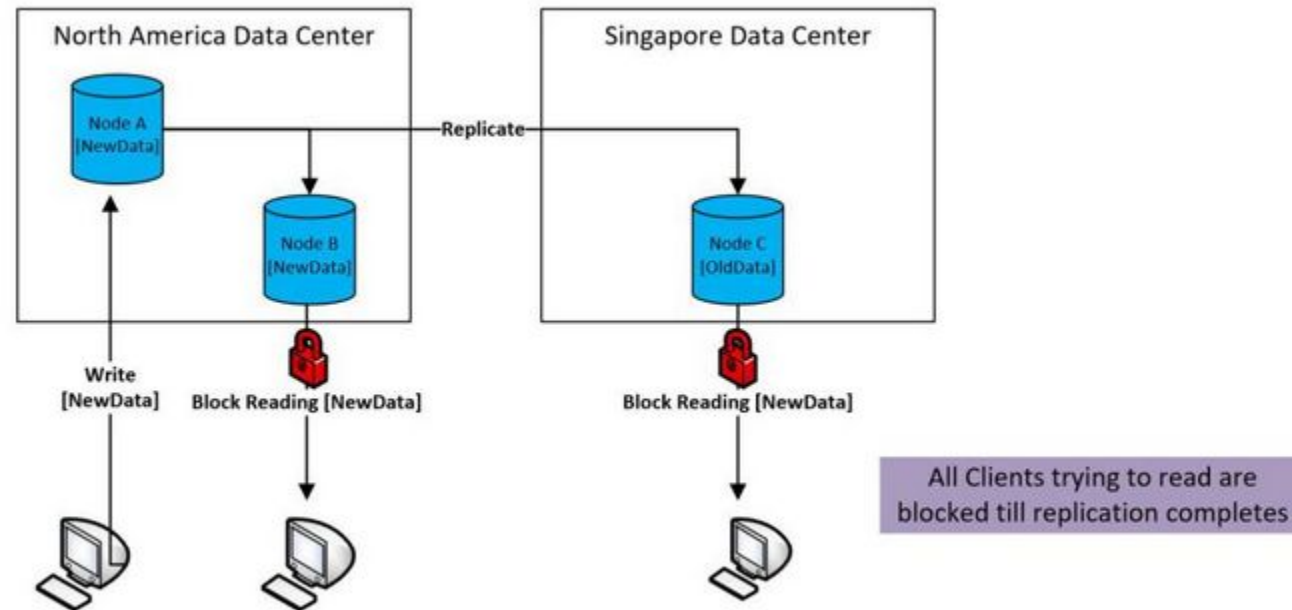 North America Data Center
Singapore Data Center
Node A
[NewData]
Replicate
Node B
[NewData]
Node C
[OldData]
Write
[NewData]
Block Reading [NewData]
Block Reading [NewData]
All Clients trying to read are
blocked till replication completes